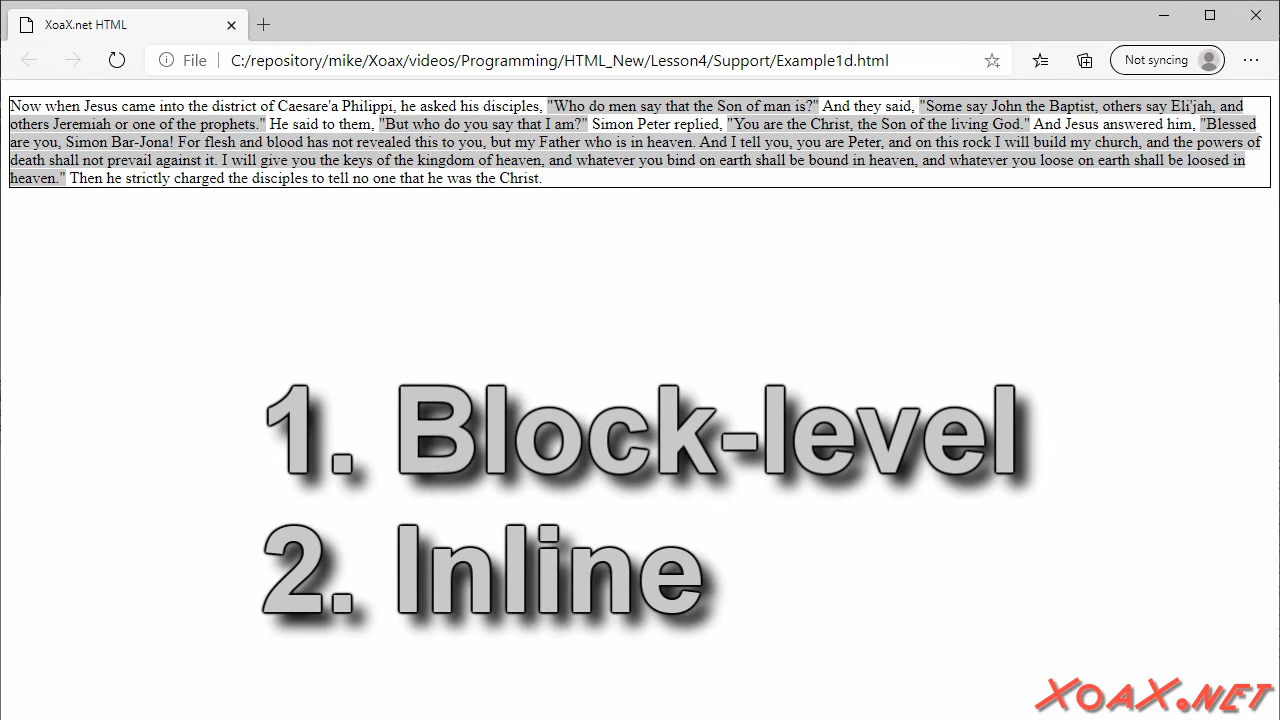 XoaX.net HTML
File
C:/repository/mike/Xoax/videos/Programming/HTML_New/Lesson4/Support/Example1d.html
Not syncing
Now when Jesus came into the district of Caesare'a Philippi, he asked his disciples, "Who do men say that the Son of man is?" And they said, "Some say John the Baptist, others say Eli'jah, and
others Jeremiah or one of the prophets." He said to them, "But who do you say that I am?" Simon Peter replied, "You are the Christ, the Son of the living God." And Jesus answered him, "Blessed
are you, Simon Bar-Jona! For flesh and blood has not revealed this to you, but my Father who is in heaven. And I tell you, you are Peter, and on this rock I will build my church, and the powers of
death shall not prevail against it. I will give you the keys of the kingdom of heaven, and whatever you bind on earth shall be bound in heaven, and whatever you loose on earth shall be loosed in
heaven." Then he strictly charged the disciples to tell no one that he was the Christ.
1. Block-level
2. Inline
XOAX.NET